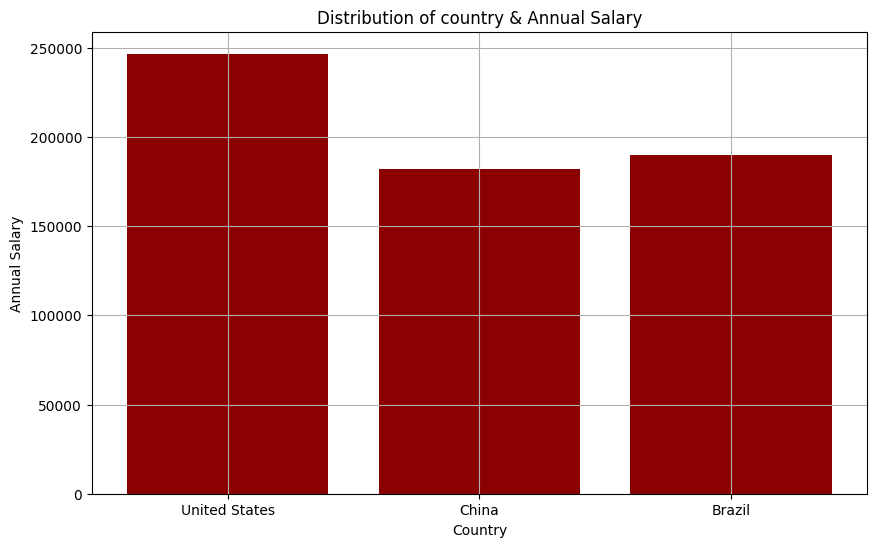 Distribution of country & Annual Salary
250000
200000
150000
100000
50000
0
Annual Salary
United States
China
Brazil
Country